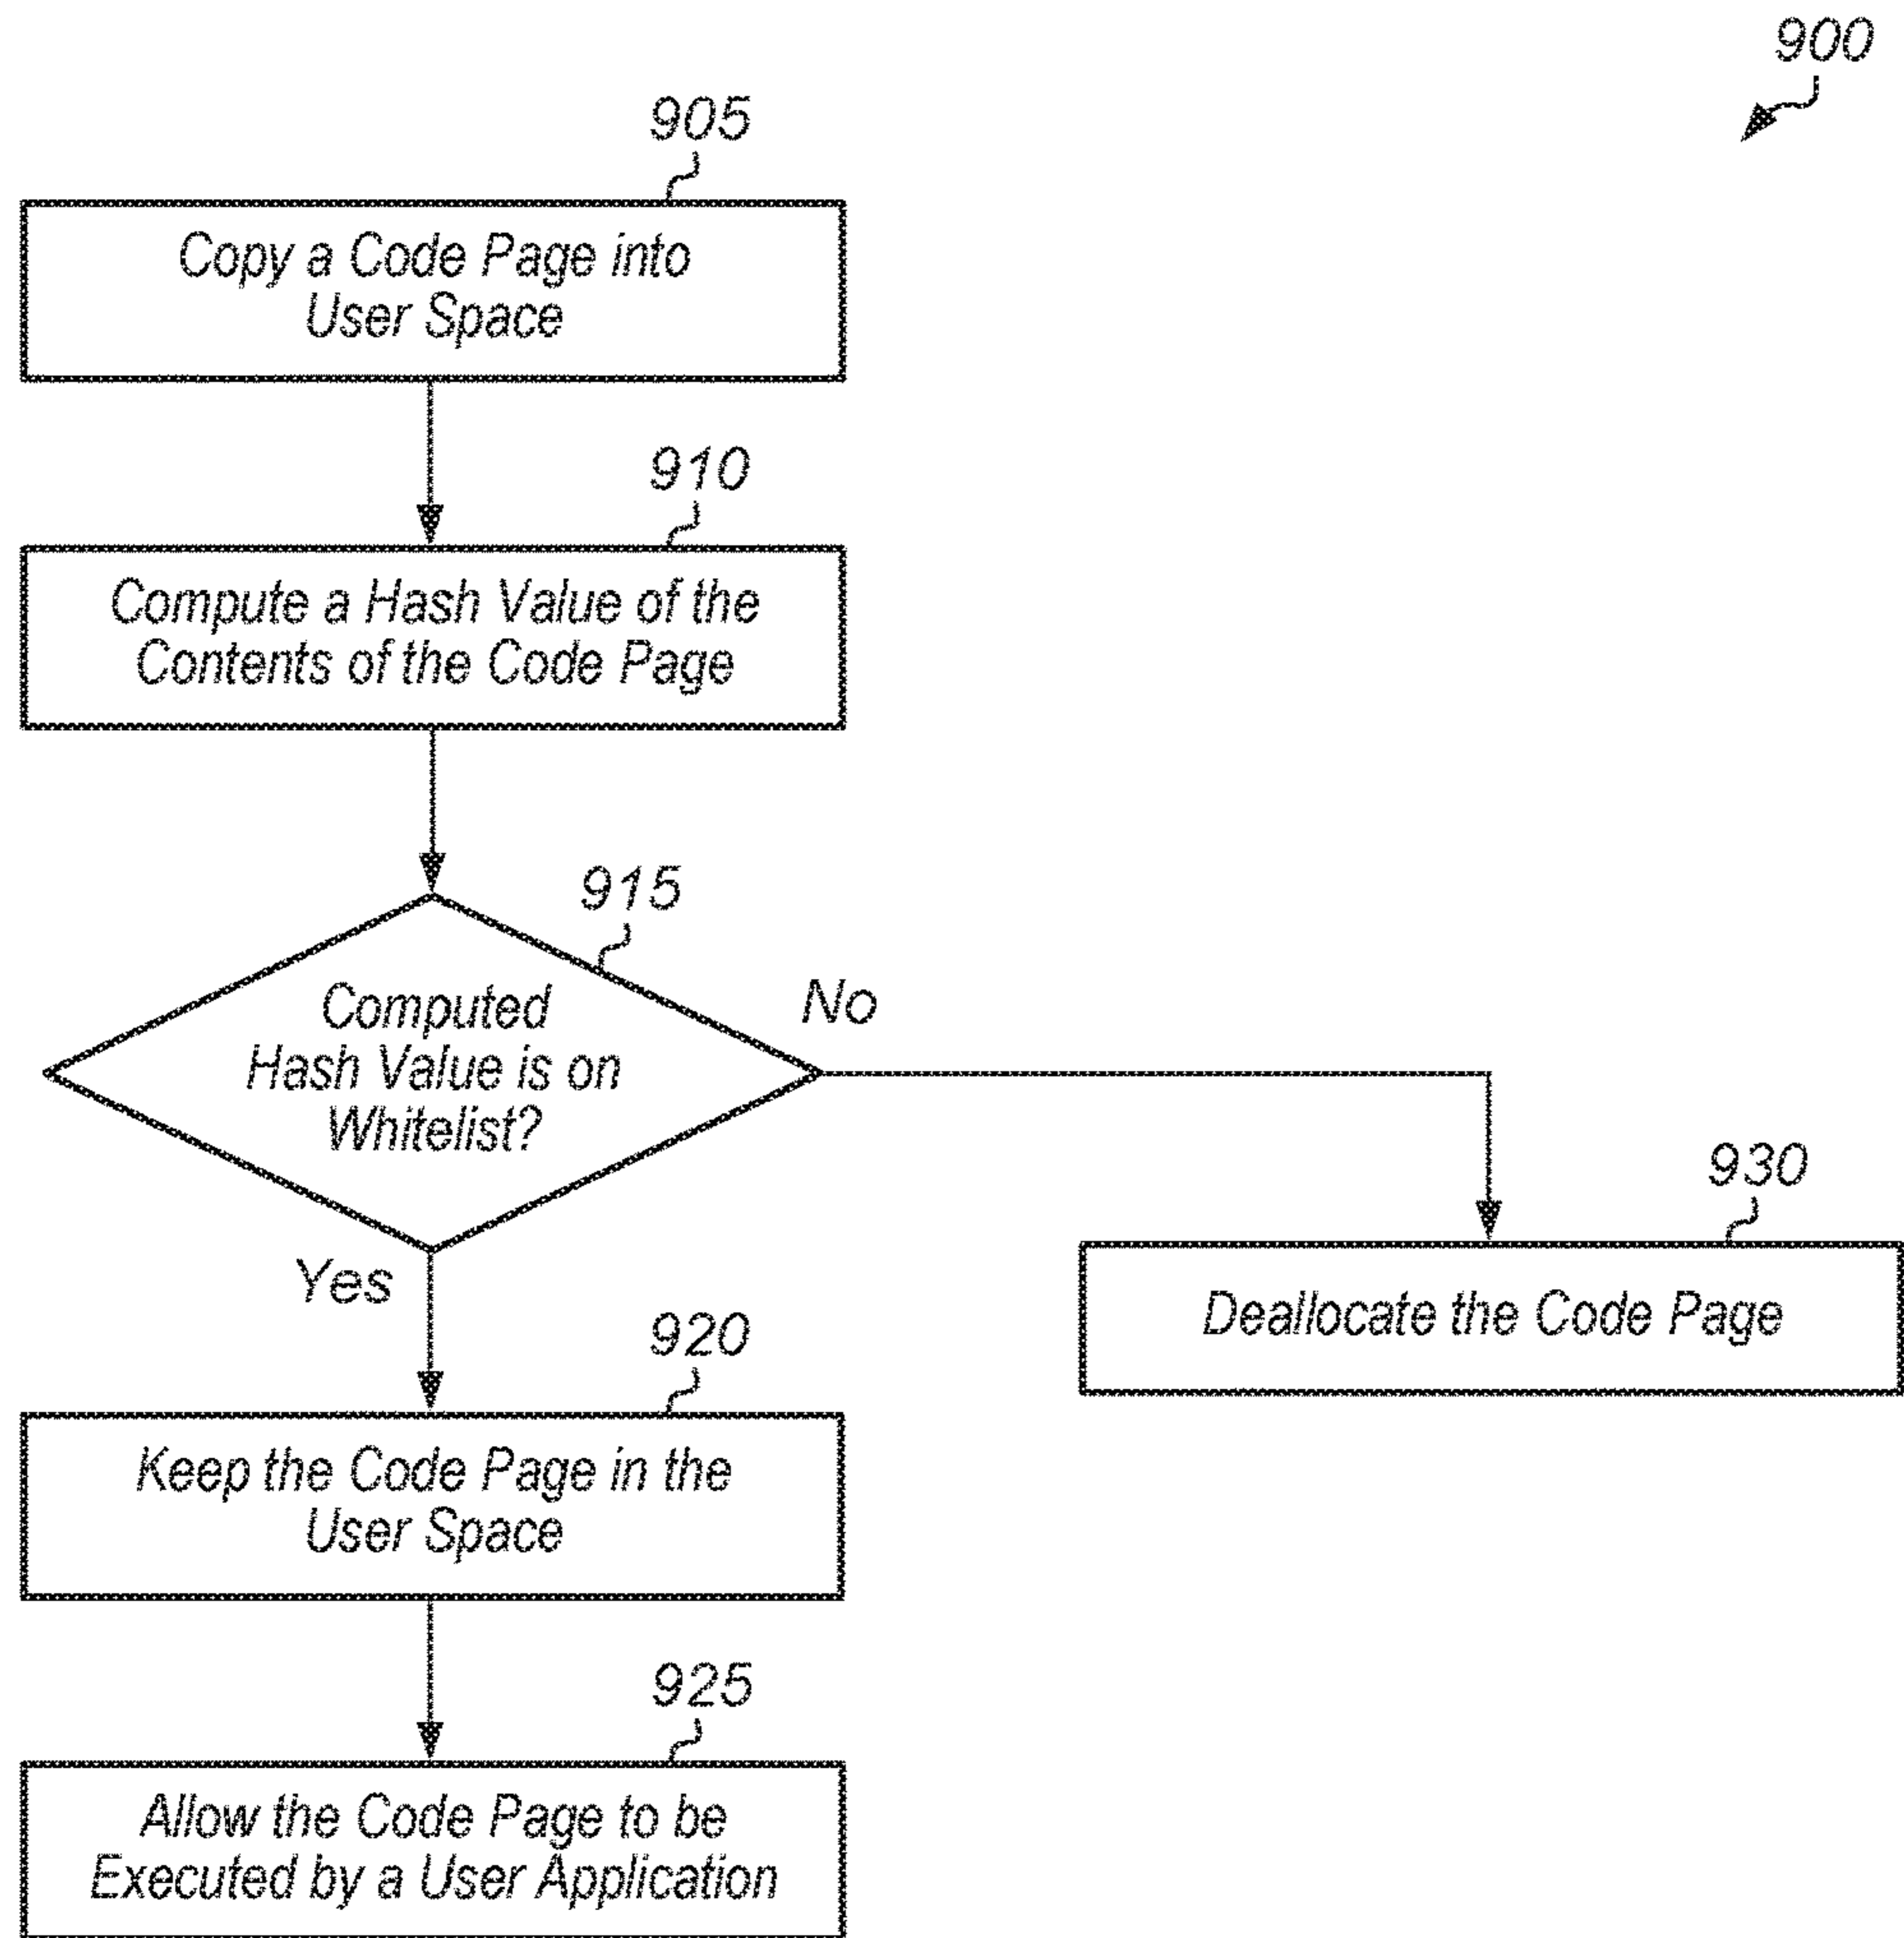 900
905
Copy a Code Page into
User Space
910
Compute a Hash Value of the
Contents of the Code Page
915
Computed
Hash Value is on
Whitelist?
No
Yes
930
Deallocate the Code Page
920
Keep the Code Page in the
User Space
925
Allow the Code Page to be
Executed by a User Application